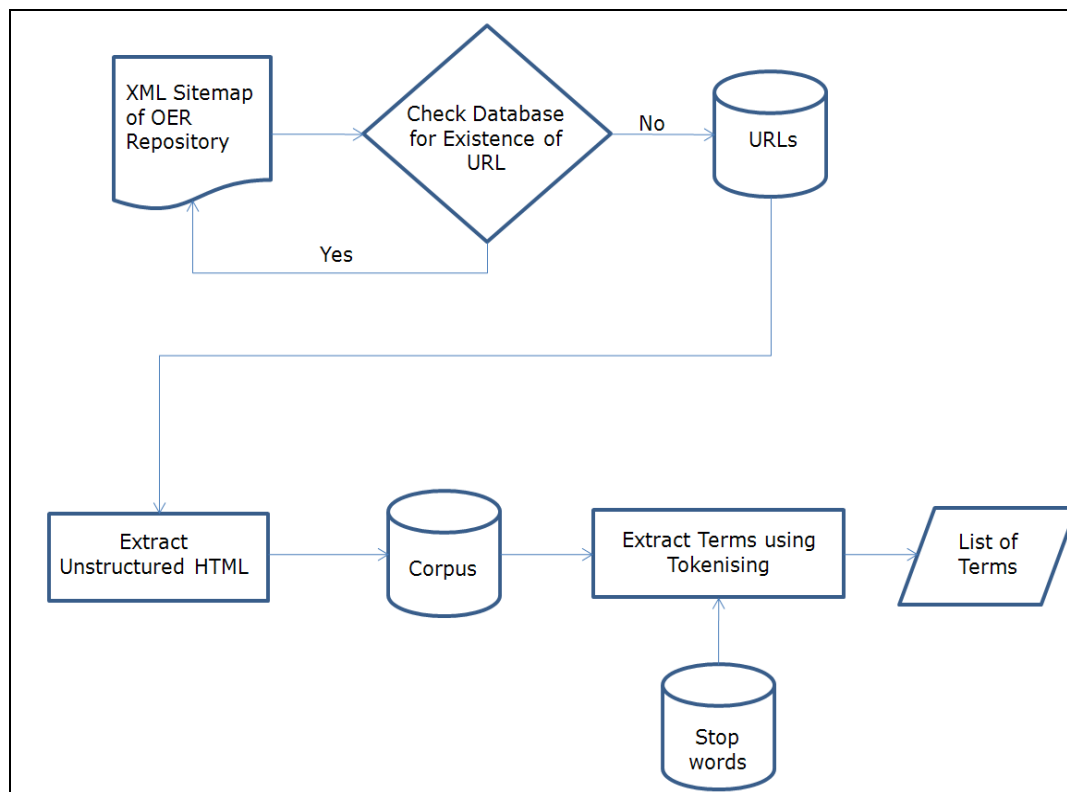 XML Sitemap
of OER
Repository
Check Database
for Existence of
URL
No
URLs
Yes
Extract
Unstructured HTML
Corpus
Extract Terms using
Tokenising
List of
Terms
Stop
words